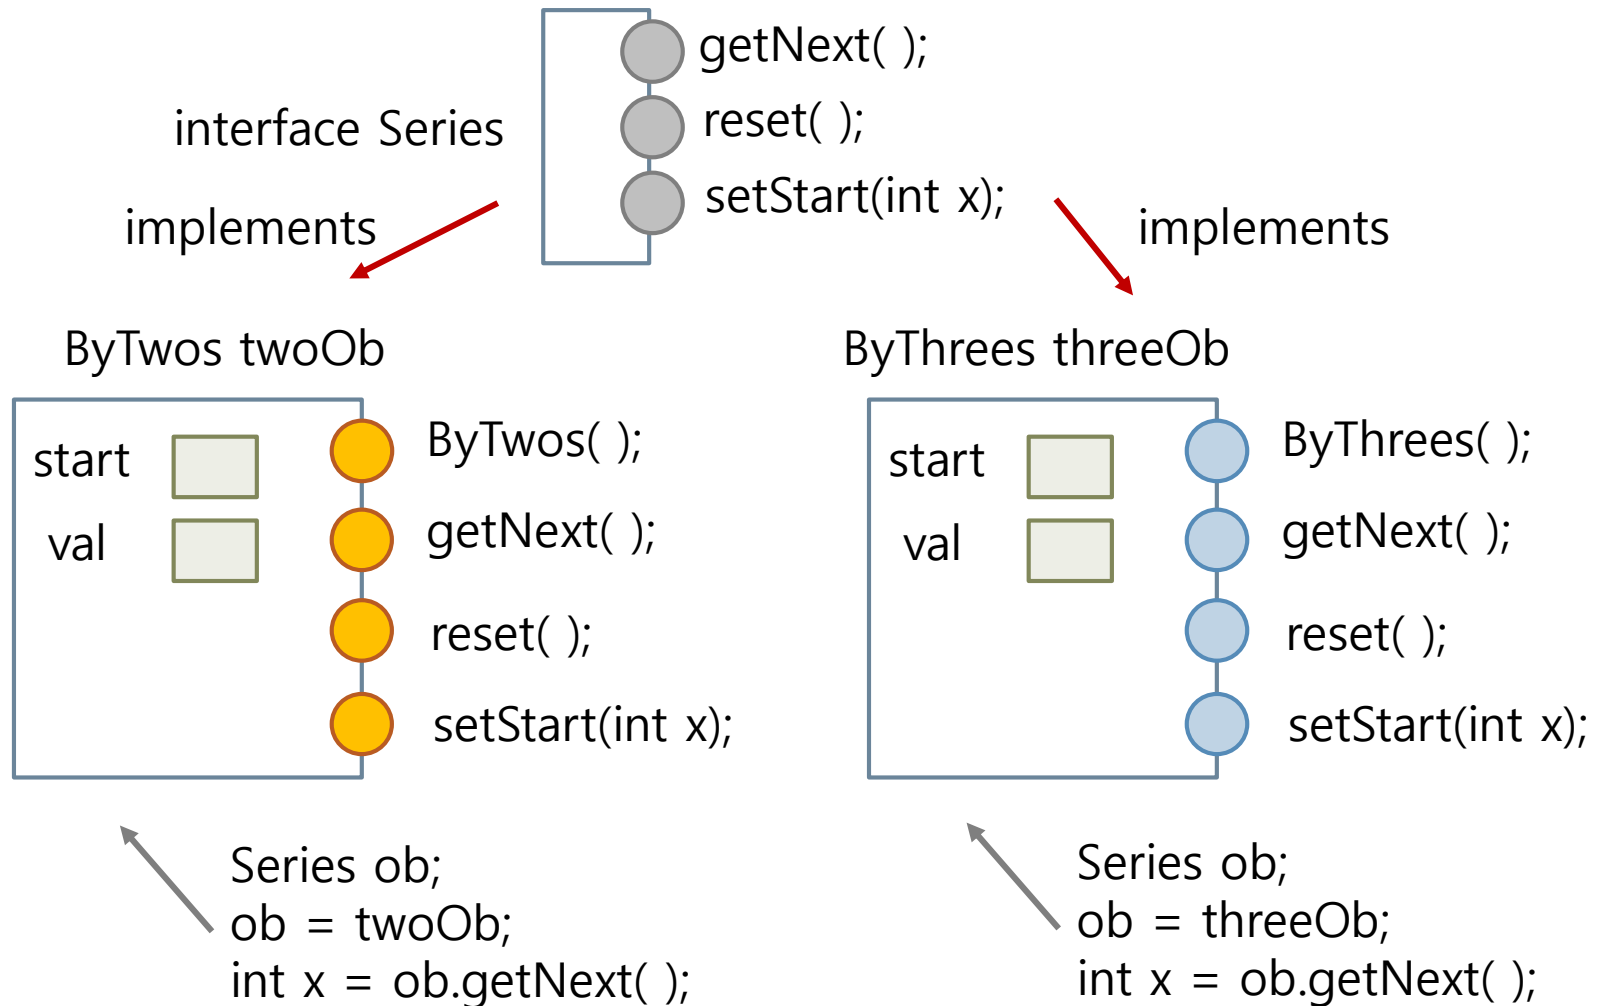 interface Series
getNext( );
reset( );
setStart(int x);
implements
implements
ByTwos twoOb
start
val
ByTwos( );
getNext( );
reset( );
setStart(int x);
Series ob;
ob = twoOb;
int x = ob.getNext( );
ByThrees threeOb
start
val
ByThrees( );
getNext( );
reset( );
setStart(int x);
Series ob;
ob = threeOb;
int x = ob.getNext( );